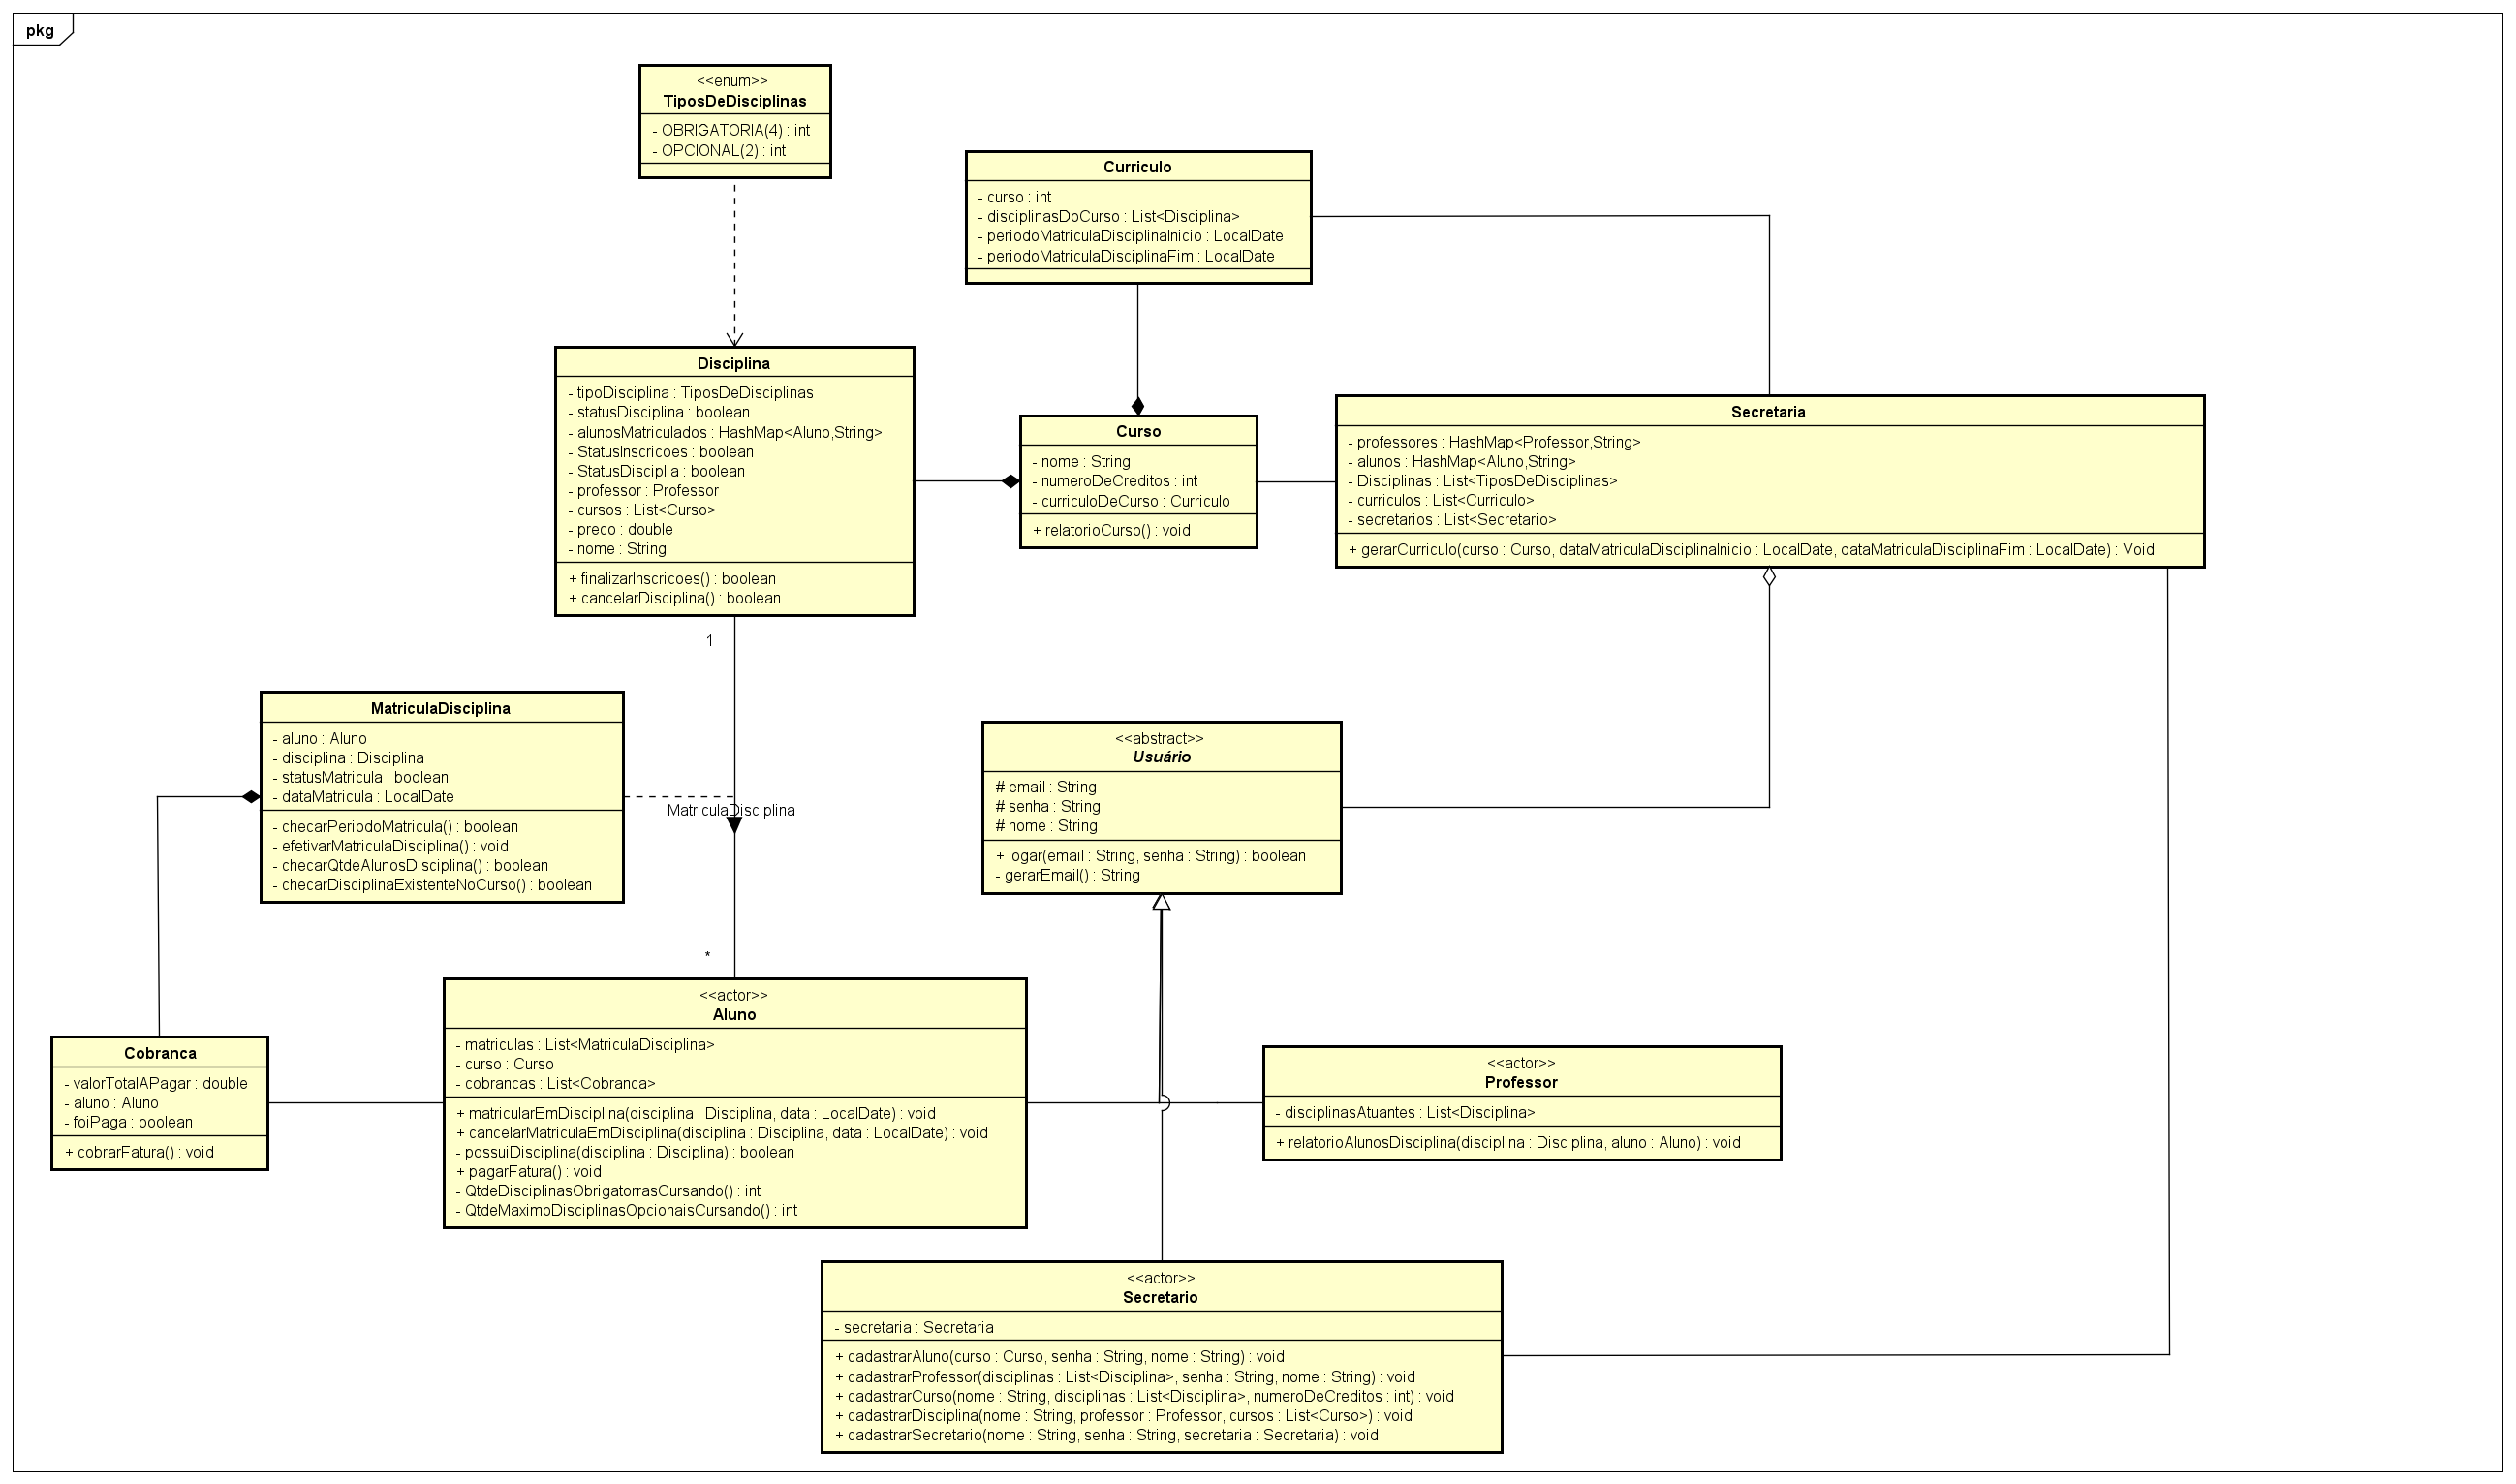 pkg
<<enum>>
TiposDeDisciplinas
- OBRIGATORIA(4) : int
- OPCIONAL(2) : int
Curriculo
- curso : int
- disciplinasDoCurso : List<Disciplina>
- periodoMatriculaDisciplinaInicio : LocalDate
- periodoMatriculaDisciplinaFim : LocalDate
Disciplina
- tipoDisciplina : TiposDeDisciplinas
- statusDisciplina : boolean
- alunosMatriculados : HashMap<Aluno,String>
- StatusInscricoes : boolean
- StatusDisciplia : boolean
- professor : Professor
- cursos : List<Curso>
- preco : double
- nome : String
+ finalizarInscricoes() : boolean
+ cancelarDisciplina() : boolean
Curso
- nome : String
- numeroDeCreditos : int
- curriculoDeCurso : Curriculo
+ relatorioCurso() : void
Secretaria
- professores : HashMap<Professor,String>
- alunos : HashMap<Aluno,String>
- Disciplinas : List<TiposDeDisciplinas>
- curriculos : List<Curriculo>
- secretarios : List<Secretario>
+ gerarCurriculo(curso : Curso, dataMatriculaDisciplinaInicio : LocalDate, dataMatriculaDisciplinaFim : LocalDate) : Void
1
MatriculaDisciplina
- aluno : Aluno
- disciplina : Disciplina
- statusMatricula : boolean
- dataMatricula : LocalDate
- checarPeriodoMatricula() : boolean
- efetivarMatriculaDisciplina() : void
- checarQtdeAlunosDisciplina() : boolean
- checarDisciplinaExistenteNoCurso() : boolean
MatriculaDisciplina
*
<<abstract>>
Usuário
# email : String
# senha : String
# nome : String
+ logar(email : String, senha : String) : boolean
- gerarEmail() : String
Cobranca
- valorTotalAPagar : double
- aluno : Aluno
- foiPaga : boolean
+ cobrarFatura() : void
<<actor>>
Aluno
- matriculas : List<MatriculaDisciplina>
- curso : Curso
- cobrancas : List<Cobranca>
+ matricularEmDisciplina(disciplina : Disciplina, data : LocalDate) : void
+ cancelarMatriculaEmDisciplina(disciplina : Disciplina, data : LocalDate) : void
- possuiDisciplina(disciplina : Disciplina) : boolean
+ pagarFatura() : void
- QtdeDisciplinasObrigatorrasCursando() : int
- QtdeMaximoDisciplinasOpcionaisCursando() : int
<<actor>>
Professor
- disciplinasAtuantes : List<Disciplina>
+ relatorioAlunosDisciplina(disciplina : Disciplina, aluno : Aluno) : void
<<actor>>
Secretario
- secretaria : Secretaria
+ cadastrarAluno(curso : Curso, senha : String, nome : String) : void
+ cadastrarProfessor(disciplinas : List<Disciplina>, senha : String, nome : String) : void
+ cadastrarCurso(nome : String, disciplinas : List<Disciplina>, numeroDeCreditos : int) : void
+ cadastrarDisciplina(nome : String, professor : Professor, cursos : List<Curso>) : void
+ cadastrarSecretario(nome : String, senha : String, secretaria : Secretaria) : void